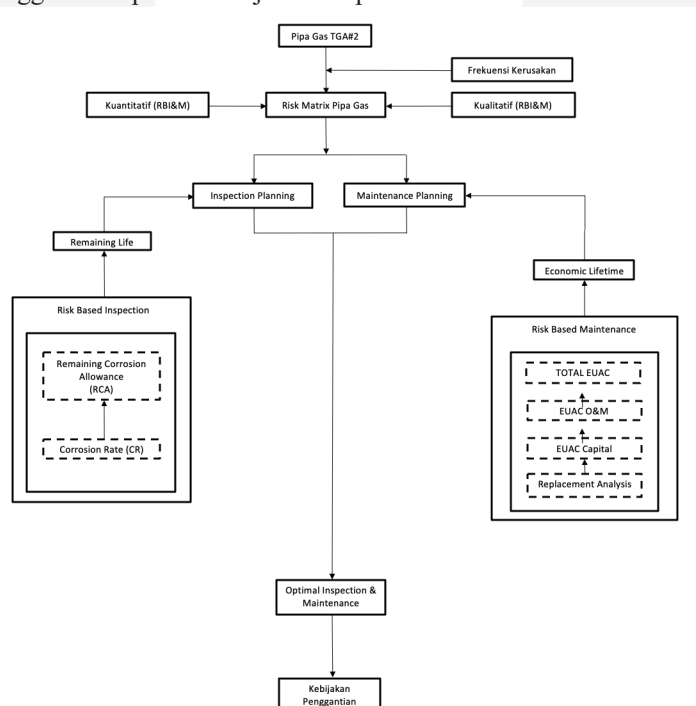 Pipa Gas TGA#2
Frekuensi Kerusakan
Kuantitatif (RBI&M)
Risk Matrix Pipa Gas
Kualitatif (RBI&M)
Inspection Planning
Maintenance Planning
Remaining Life
Economic Lifetime
Risk Based Inspection
Remaining Corrosion
Allowance
(RCA)
Corrosion Rate (CR)
Risk Based Maintenance
TOTAL EUAC
EUAC O&M
EUAC Capital
Replacement Analysis
Optimal Inspection &
Maintenance
Kebijakan
Penggantian